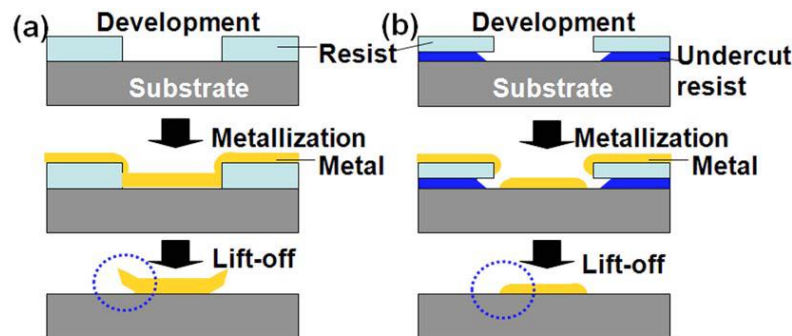 (a)
Development
Resist
Substrate
Metallization
Metal
Lift-off
(b)
Development
Undercut
resist
Substrate
Metallization
Metal
Lift-off